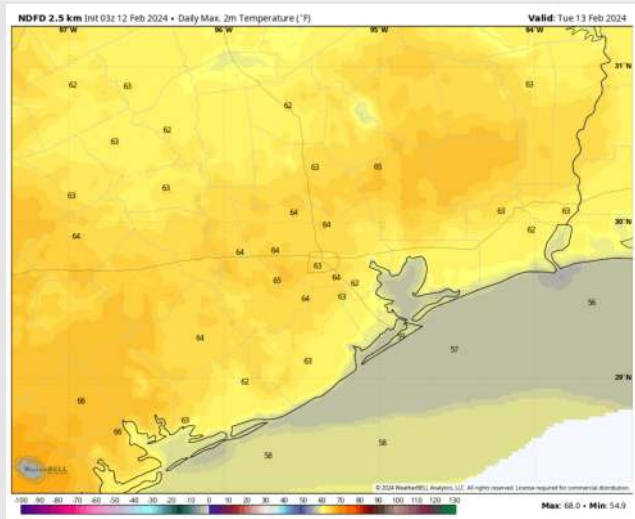 NDFD 2.5 km Init 03z 12 Feb 2024 • Daily Max. 2m Temperature (°F) Valid: Tue 13 Feb 2024
97°W 96°W 95°W 94°W
31°N
62 63 63
62
62
63
63 65
63
63
64 63 63
64 64 62
64 64
63
65 64 62
64 63
56
64
57
63
29°N
62
66
63
66
58
58
30°N
WeatherBELL
© 2024 WeatherBELL Analytics, LLC. All rights reserved. License required for commercial distribution.
-100 -90 -80 -70 -60 -50 -40 -30 -20 -10 0 10 20 30 40 50 60 70 80 90 100 110 120 130
Max: 68.0 • Min: 54.9